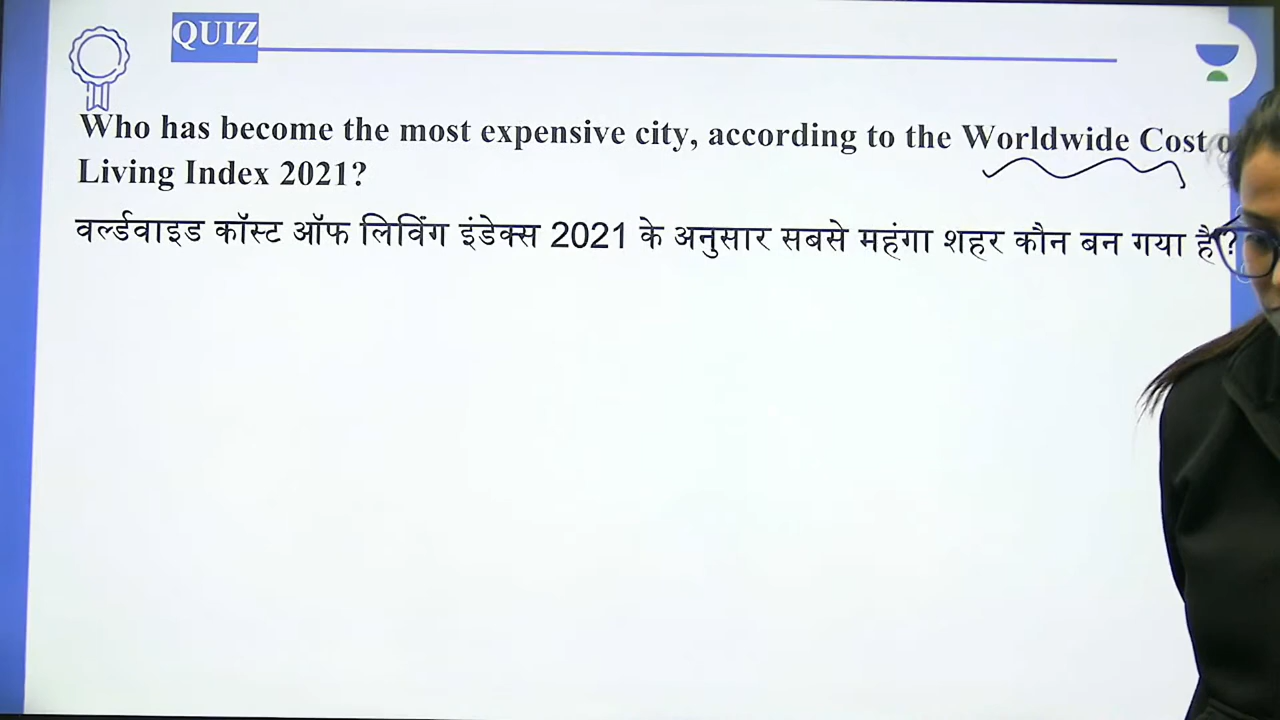 QUIZ
Who has become the most expensive city, according to the Worldwide Cost
Living Index 2021?
वर्ल्डवाइड कॉस्ट ऑफ लिविंग इंडेक्स 2021 के अनुसार सबसे महंगा शहर कौन बन गया है?